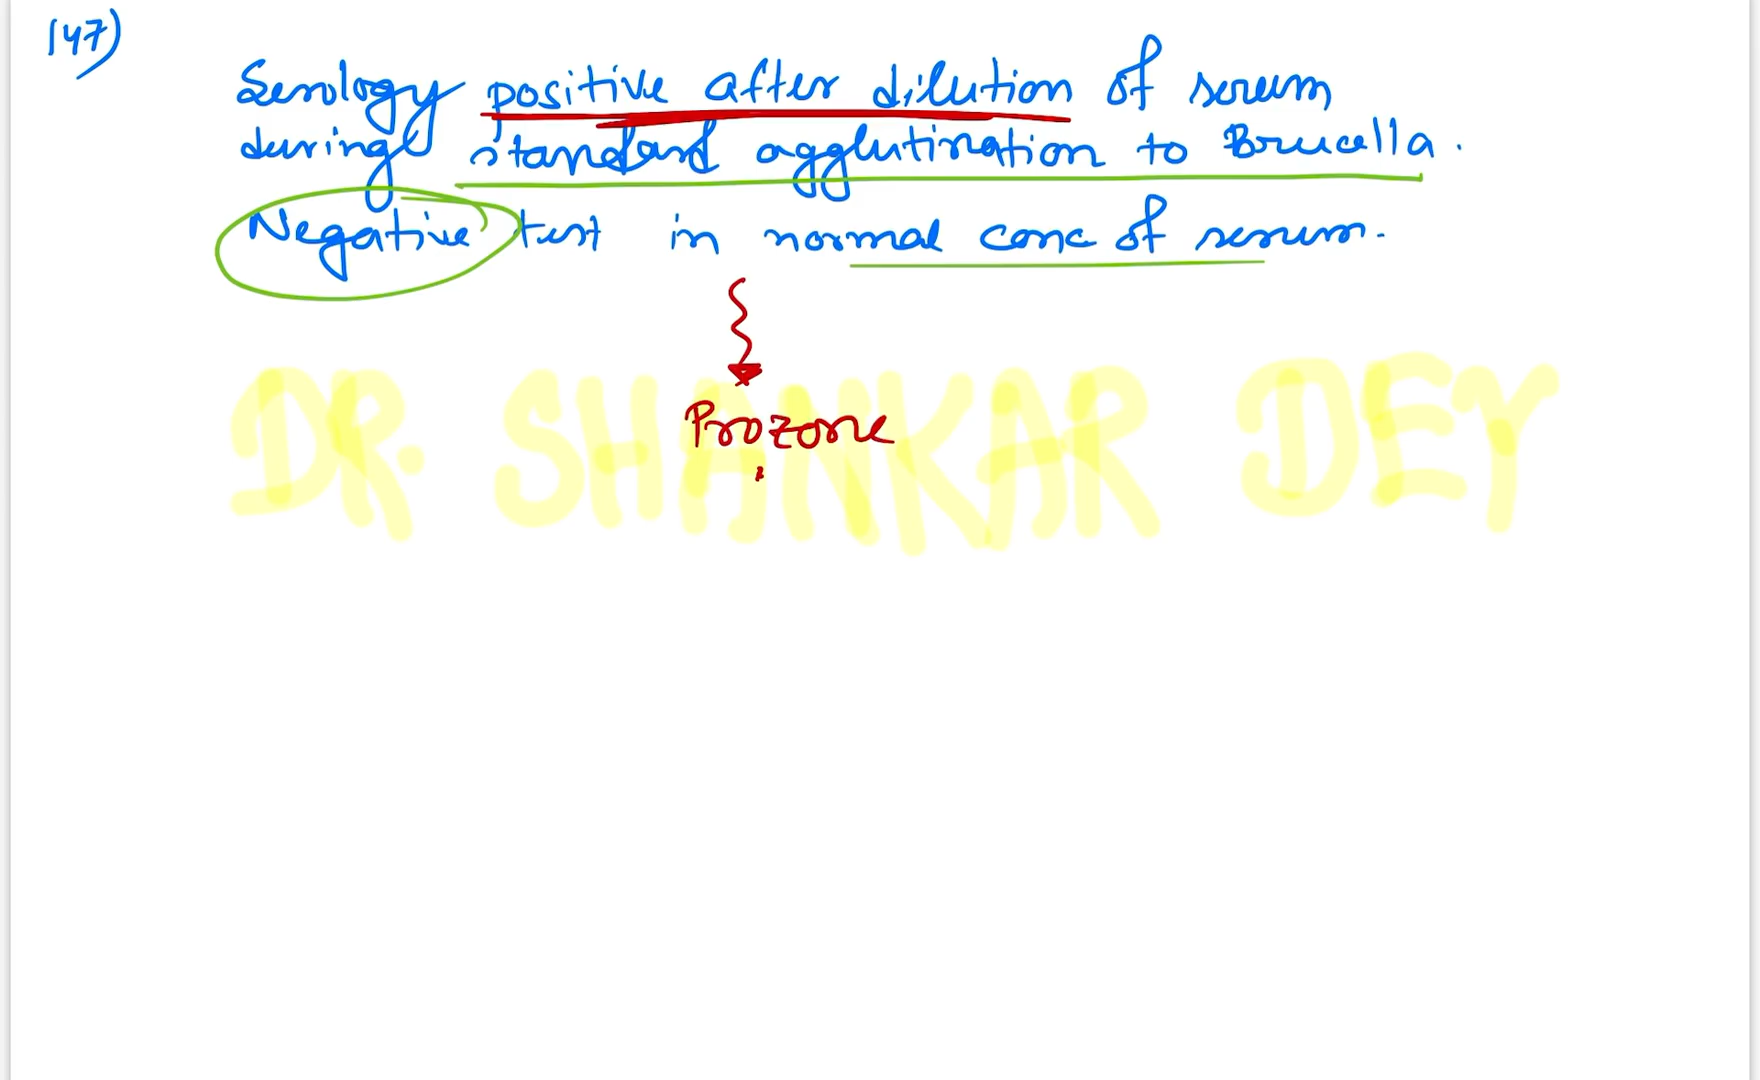 147)
Serology positive after dilution of serum
during standard agglutination to Brucella.
Negative test in normal conc of serum.
Prozone
DR. SHANKAR DEY